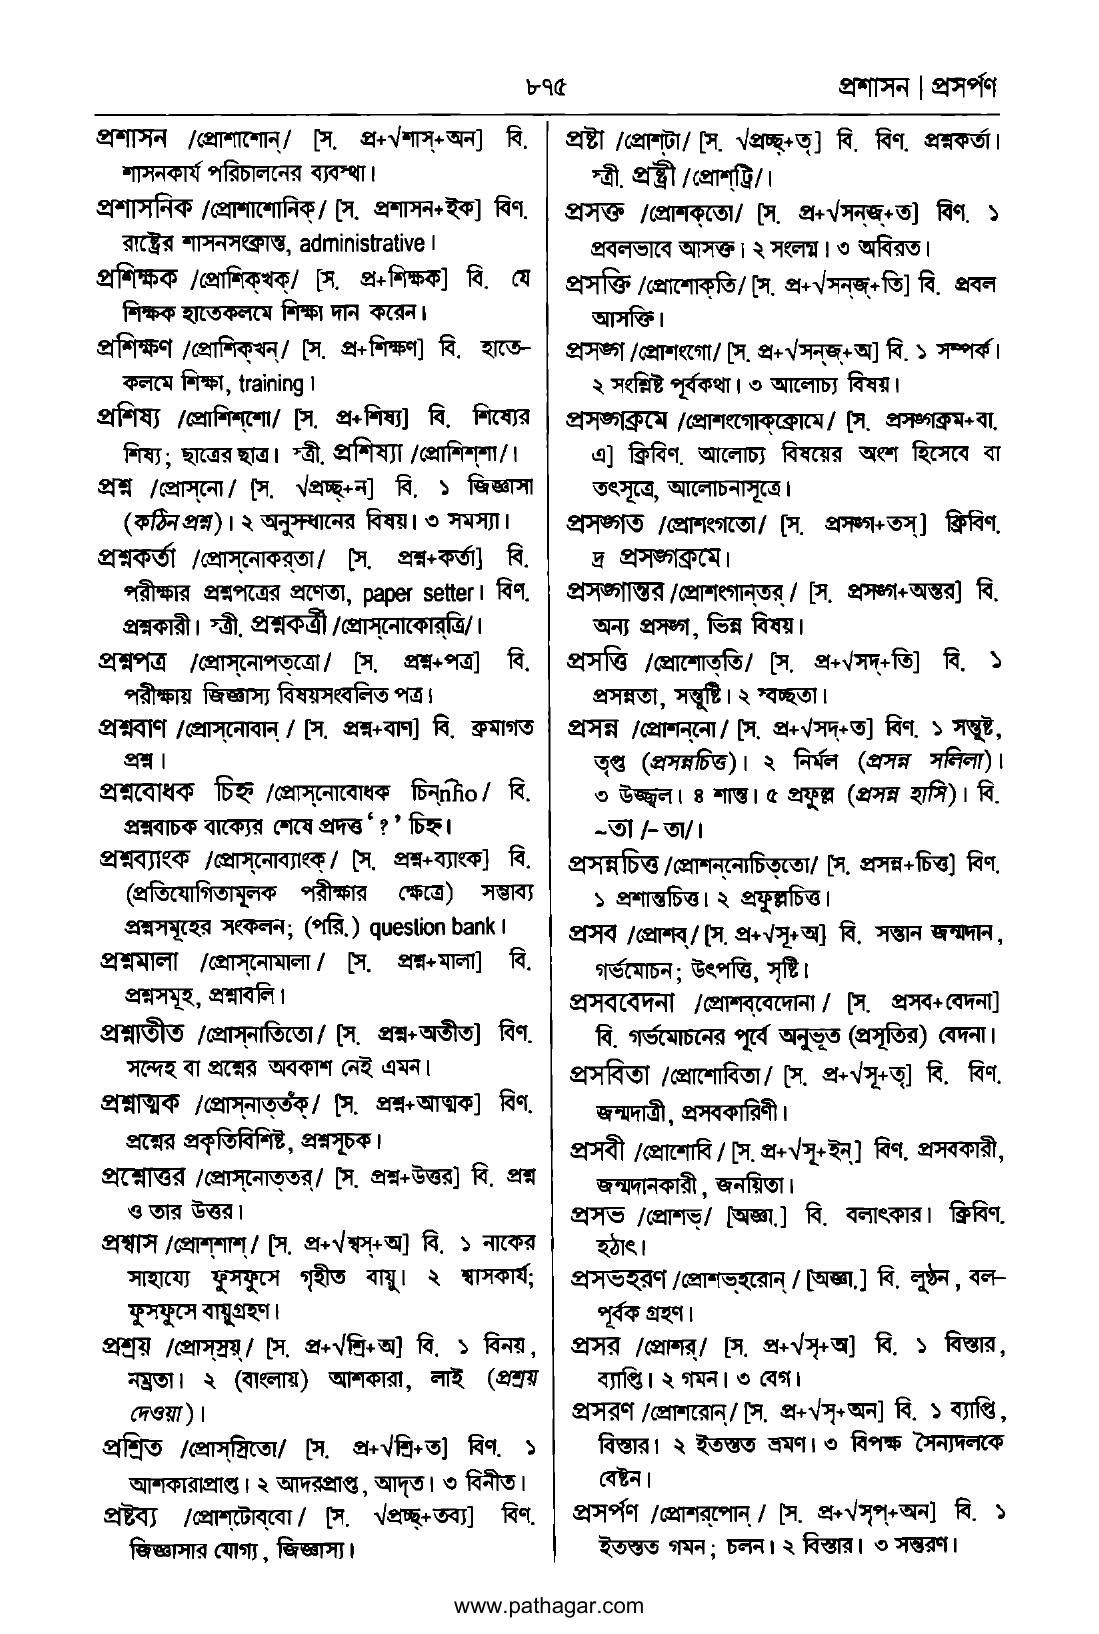 ৮৭৫
প্রশাসন | প্রসর্পণ
প্রশাসন /প্রোশাশোন্/ [স. প্র+√শাস্+অন] বি.
শাসনকার্য পরিচালনের ব্যবস্থা।
প্রশাসনিক /প্রোশাশোনিক্/ [স. প্রশাসন+ইক] বিণ.
রাষ্ট্রের শাসনসংক্রান্ত, administrative।
প্রশিক্ষক /প্রোশিক্খক্/ [স. প্র+শিক্ষক] বি. যে
শিক্ষক হাতেকলমে শিক্ষা দান করেন।
প্রশিক্ষণ /প্রোশিক্খন্/ [স. প্র+শিক্ষণ] বি. হাতে-
কলমে শিক্ষা, training।
প্রশিষ্য /প্রোশিশ্শো/ [স. প্র+শিষ্য] বি. শিষ্যের
শিষ্য; ছাত্রের ছাত্র। স্ত্রী. প্রশিষ্যা /প্রোশিশ্শা/।
প্রশ্ন /প্রোস্নো/ [স. √প্রচ্ছ্+ন] বি. ১ জিজ্ঞাসা
(কঠিন প্রশ্ন)। ২ অনুসন্ধানের বিষয়। ৩ সমস্যা।
প্রশ্নকর্তা /প্রোস্নোকর্তা/ [স. প্রশ্ন+কর্তা] বি.
পরীক্ষার প্রশ্নপত্রের প্রণেতা, paper setter। বিণ.
প্রশ্নকারী। স্ত্রী. প্রশ্নকর্ত্রী /প্রোস্নোকোর্ত্রি/।
প্রশ্নপত্র /প্রোস্নোপত্ত্রো/ [স. প্রশ্ন+পত্র] বি.
পরীক্ষায় জিজ্ঞাস্য বিষয়সংবলিত পত্র।
প্রশ্নবাণ /প্রোস্নোবান্/ [স. প্রশ্ন+বাণ] বি. ক্রমাগত
প্রশ্ন।
প্রশ্নবোধক চিহ্ন /প্রোস্নোবোধক চিন্nĥo/ বি.
প্রশ্নবাচক বাক্যের শেষে প্রদত্ত ‘?’ চিহ্ন।
প্রশ্নব্যাংক /প্রোস্নোব্যাংক্/ [স. প্রশ্ন+ব্যাংক] বি.
(প্রতিযোগিতামূলক পরীক্ষার ক্ষেত্রে) সম্ভাব্য
প্রশ্নসমূহের সংকলন; (পরি.) question bank।
প্রশ্নমালা /প্রোস্নোমালা/ [স. প্রশ্ন+মালা] বি.
প্রশ্নসমূহ, প্রশ্নাবলি।
প্রশ্নাতীত /প্রোস্নাতিতো/ [স. প্রশ্ন+অতীত] বিণ.
সন্দেহ বা প্রশ্নের অবকাশ নেই এমন।
প্রশ্নাত্মক /প্রোস্নাত্তঁক্/ [স. প্রশ্ন+আত্মক] বিণ.
প্রশ্নের প্রকৃতিবিশিষ্ট, প্রশ্নসূচক।
প্রশ্নোত্তর /প্রোস্নোত্তর্/ [স. প্রশ্ন+উত্তর] বি. প্রশ্ন
ও তার উত্তর।
প্রশ্বাস /প্রোশ্শাশ্/ [স. প্র+√শ্বস্+অ] বি. ১ নাকের
সাহায্যে ফুসফুসে গৃহীত বায়ু। ২ শ্বাসকার্য;
ফুসফুসে বায়ুগ্রহণ।
প্রশ্রয় /প্রোস্স্রয়্/ [স. প্র+√শ্রি+অ] বি. ১ বিনয়,
নম্রতা। ২ (বাংলায়) আশকারা, লাই (প্রশ্রয়
দেওয়া)।
প্রশ্রিত /প্রোস্স্রিতো/ [স. প্র+√শ্রি+ত] বিণ. ১
আশকারাপ্রাপ্ত। ২ আদরপ্রাপ্ত, আদৃত। ৩ বিনীত।
প্রষ্টব্য /প্রোশ্টোব্বো/ [স. √প্রচ্ছ্+তব্য] বিণ.
জিজ্ঞাসার যোগ্য, জিজ্ঞাস্য।
প্রষ্টা /প্রোশ্টা/ [স. √প্রচ্ছ্+তৃ] বি. বিণ. প্রশ্নকর্তা।
স্ত্রী. প্রষ্ট্রী /প্রোশ্ট্রি/।
প্রসক্ত /প্রোশক্তো/ [স. প্র+√সন্জ্+ত] বিণ. ১
প্রবলভাবে আসক্ত। ২ সংলগ্ন। ৩ অবিরত।
প্রসক্তি /প্রোশোক্তি/ [স. প্র+√সন্জ্+তি] বি. প্রবল
আসক্তি।
প্রসঙ্গ /প্রোশংগো/ [স. প্র+√সন্জ্+অ] বি. ১ সম্পর্ক।
২ সংশ্লিষ্ট পূর্বকথা। ৩ আলোচ্য বিষয়।
প্রসঙ্গক্রমে /প্রোশংগোক্ক্রোমে/ [স. প্রসঙ্গক্রম+বা.
এ] ক্রিবিণ. আলোচ্য বিষয়ের অংশ হিসেবে বা
তৎসূত্রে, আলোচনাসূত্রে।
প্রসঙ্গত /প্রোশংগতো/ [স. প্রসঙ্গ+তস্] ক্রিবিণ.
দ্র প্রসঙ্গক্রমে।
প্রসঙ্গান্তর /প্রোশংগান্তর্/ [স. প্রসঙ্গ+অন্তর] বি.
অন্য প্রসঙ্গ, ভিন্ন বিষয়।
প্রসত্তি /প্রোশোত্তি/ [স. প্র+√সদ্+তি] বি. ১
প্রসন্নতা, সন্তুষ্টি। ২ স্বচ্ছতা।
প্রসন্ন /প্রোশন্নো/ [স. প্র+√সদ্+ত] বিণ. ১ সন্তুষ্ট,
তৃপ্ত (প্রসন্নচিত্ত)। ২ নির্মল (প্রসন্ন সলিলা)।
৩ উজ্জ্বল। ৪ শান্ত। ৫ প্রফুল্ল (প্রসন্ন হাসি)। বি.
~তা /-তা/।
প্রসন্নচিত্ত /প্রোশন্নোচিত্তো/ [স. প্রসন্ন+চিত্ত] বিণ.
১ প্রশান্তচিত্ত। ২ প্রফুল্লচিত্ত।
প্রসব /প্রোশব্/ [স. প্র+√সূ+অ] বি. সন্তান জন্মদান,
গর্ভমোচন; উৎপত্তি, সৃষ্টি।
প্রসববেদনা /প্রোশব্বেদোনা/ [স. প্রসব+বেদনা]
বি. গর্ভমোচনের পূর্বে অনুভূত (প্রসূতির) বেদনা।
প্রসবিতা /প্রোশোবিতা/ [স. প্র+√সূ+তৃ] বি. বিণ.
জন্মদাত্রী, প্রসবকারিণী।
প্রসবী /প্রোশোবি/ [স. প্র+√সূ+ইন্] বিণ. প্রসবকারী,
জন্মদানকারী, জনয়িতা।
প্রসভ /প্রোশভ্/ [অজ্ঞা.] বি. বলাৎকার। ক্রিবিণ.
হঠাৎ।
প্রসভহরণ /প্রোশভ্হরোন্/ [অজ্ঞা.] বি. লুণ্ঠন, বল-
পূর্বক গ্রহণ।
প্রসর /প্রোশর্/ [স. প্র+√সৃ+অ] বি. ১ বিস্তার,
ব্যাপ্তি। ২ গমন। ৩ বেগ।
প্রসরণ /প্রোশরোন্/ [স. প্র+√সৃ+অন] বি. ১ ব্যাপ্তি,
বিস্তার। ২ ইতস্তত ভ্রমণ। ৩ বিপক্ষ সৈন্যদলকে
বেষ্টন।
প্রসর্পণ /প্রোশর্পোন্/ [স. প্র+√সৃপ্+অন] বি. ১
ইতস্তত গমন; চলন। ২ বিস্তার। ৩ সন্তরণ।
www.pathagar.com